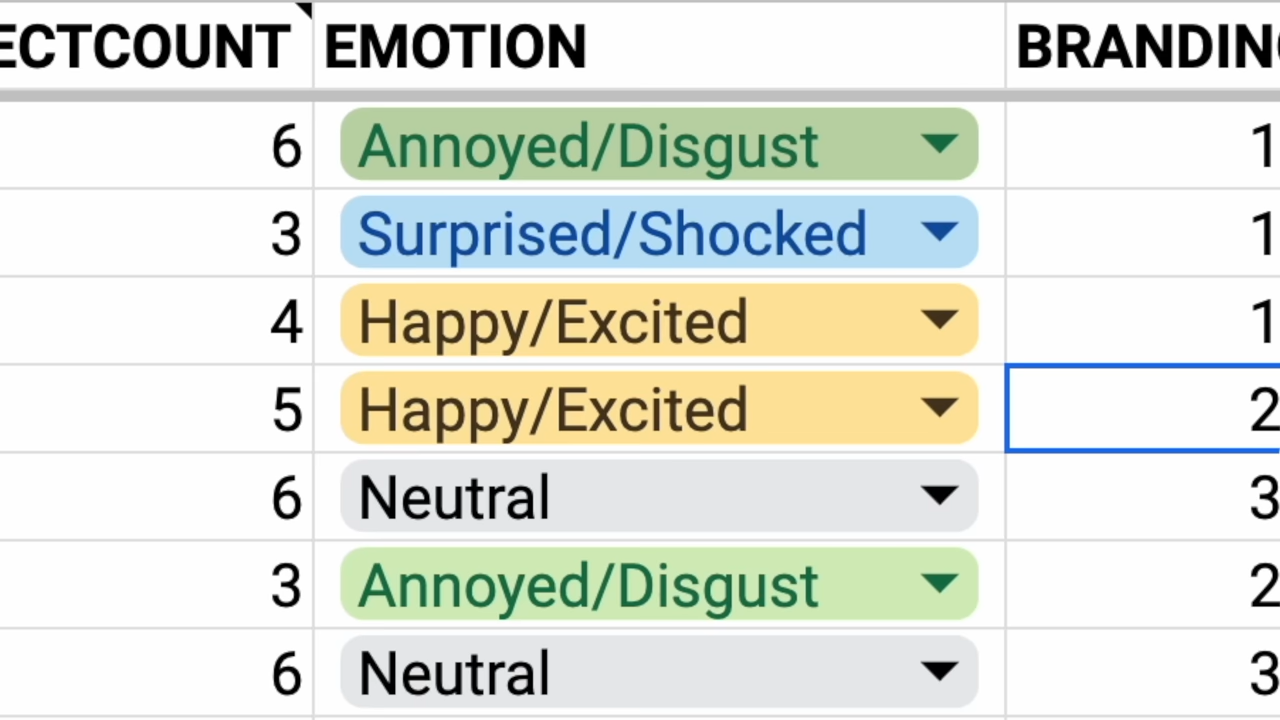 ECTCOUNT EMOTION BRANDING
6 Annoyed/Disgust 1
3 Surprised/Shocked 1
4 Happy/Excited 1
5 Happy/Excited 2
6 Neutral 3
3 Annoyed/Disgust 2
6 Neutral 3